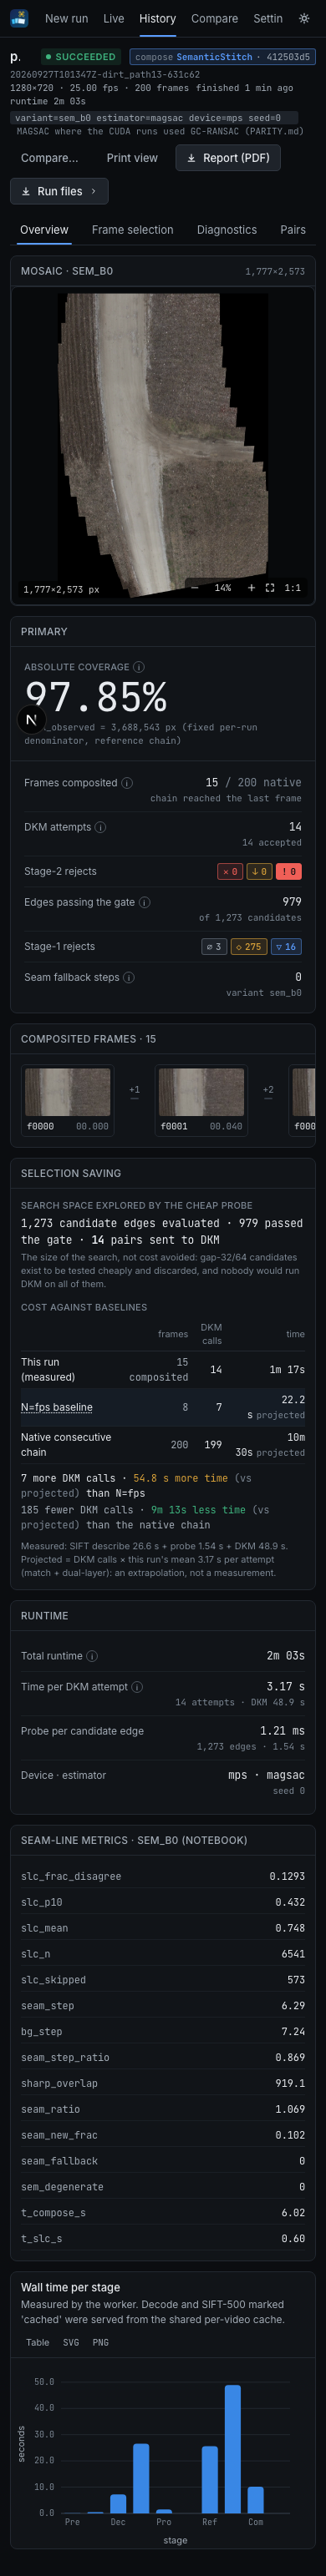 New run Live History Compare Settin
p. SUCCEEDED compose SemanticStitch · 412503d5
20260927T101347Z-dirt_path13-631c62
1280×720 · 25.00 fps · 200 frames finished 1 min ago
runtime 2m 03s
variant=sem_b0 estimator=magsac device=mps seed=0
MAGSAC where the CUDA runs used GC-RANSAC (PARITY.md)
Compare... Print view Report (PDF)
Run files
Overview Frame selection Diagnostics Pairs
MOSAIC · SEM_B0 1,777×2,573
1,777×2,573 px
14% 1:1
PRIMARY
ABSOLUTE COVERAGE
97.85%
_observed = 3,688,543 px (fixed per-run
denominator, reference chain)
Frames composited 15 / 200 native
chain reached the last frame
DKM attempts 14
14 accepted
Stage-2 rejects × 0 ↓ 0 ! 0
Edges passing the gate 979
of 1,273 candidates
Stage-1 rejects ∅ 3 ◇ 275 ▽ 16
Seam fallback steps 0
variant sem_b0
COMPOSITED FRAMES · 15
+1 +2
f0000 00.000 f0001 00.040 f000
SELECTION SAVING
SEARCH SPACE EXPLORED BY THE CHEAP PROBE
1,273 candidate edges evaluated · 979 passed
the gate · 14 pairs sent to DKM
The size of the search, not cost avoided: gap-32/64 candidates
exist to be tested cheaply and discarded, and nobody would run
DKM on all of them.
COST AGAINST BASELINES
frames DKM calls time
This run (measured) 15 composited 14 1m 17s
N=fps baseline 8 7 22.2 s projected
Native consecutive chain 200 199 10m 30s projected
7 more DKM calls · 54.8 s more time (vs
projected) than N=fps
185 fewer DKM calls · 9m 13s less time (vs
projected) than the native chain
Measured: SIFT describe 26.6 s + probe 1.54 s + DKM 48.9 s.
Projected = DKM calls × this run's mean 3.17 s per attempt
(match + dual-layer): an extrapolation, not a measurement.
RUNTIME
Total runtime 2m 03s
Time per DKM attempt 3.17 s
14 attempts · DKM 48.9 s
Probe per candidate edge 1.21 ms
1,273 edges · 1.54 s
Device · estimator mps · magsac
seed 0
SEAM-LINE METRICS · SEM_B0 (NOTEBOOK)
slc_frac_disagree 0.1293
slc_p10 0.432
slc_mean 0.748
slc_n 6541
slc_skipped 573
seam_step 6.29
bg_step 7.24
seam_step_ratio 0.869
sharp_overlap 919.1
seam_ratio 1.069
seam_new_frac 0.102
seam_fallback 0
sem_degenerate 0
t_compose_s 6.02
t_slc_s 0.60
Wall time per stage
Measured by the worker. Decode and SIFT-500 marked
'cached' were served from the shared per-video cache.
Table SVG PNG
50.0
40.0
30.0
20.0
10.0
0.0
seconds
Pre Dec Pro Ref Com
stage